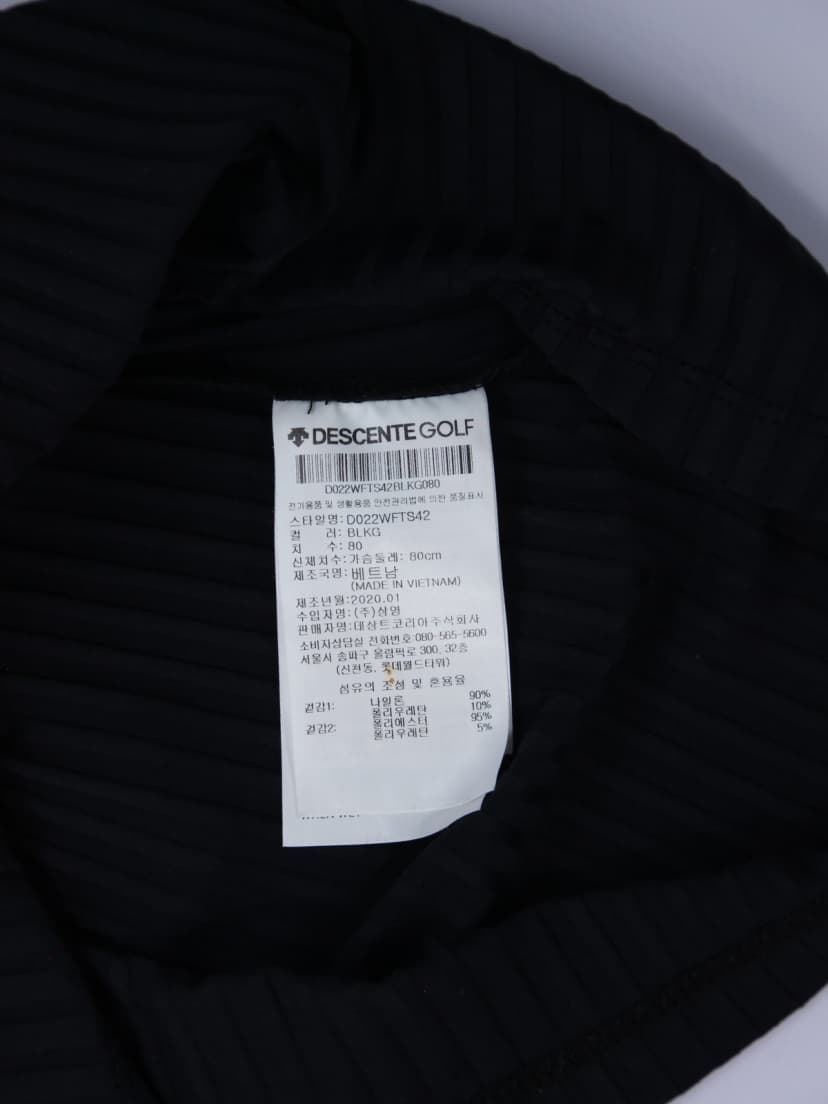 DESCENTE GOLF
D022WFTS42BLKG080
전기용품 및 생활용품 안전관리법에 의한 품질표시
스타일명: D022WFTS42
컬 러: BLKG
치 수: 80
신체치수: 가슴둘레: 80cm
제조국명: 베트남
(MADE IN VIETNAM)
제조년월: 2020.01
수입자명: (주)상영
판매자명: 데상트코리아주식회사
소비자상담실 전화번호: 080-565-5600
서울시 송파구 올림픽로 300, 32층
(신천동, 롯데월드타워)
섬유의 조성 및 혼용율
겉감1: 나일론 90%
폴리우레탄 10%
겉감2: 폴리에스터 95%
폴리우레탄 5%